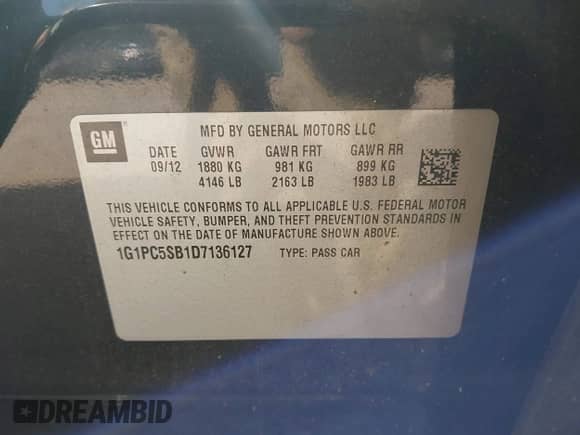 GM
MFD BY GENERAL MOTORS LLC
DATE GVWR GAWR FRT GAWR RR
09/12 1880 KG 981 KG 899 KG
4146 LB 2163 LB 1983 LB
THIS VEHICLE CONFORMS TO ALL APPLICABLE U.S. FEDERAL MOTOR
VEHICLE SAFETY, BUMPER, AND THEFT PREVENTION STANDARDS IN
EFFECT ON THE DATE OF MANUFACTURE SHOWN ABOVE.
1G1PC5SB1D7136127 TYPE: PASS CAR
DREAMBID